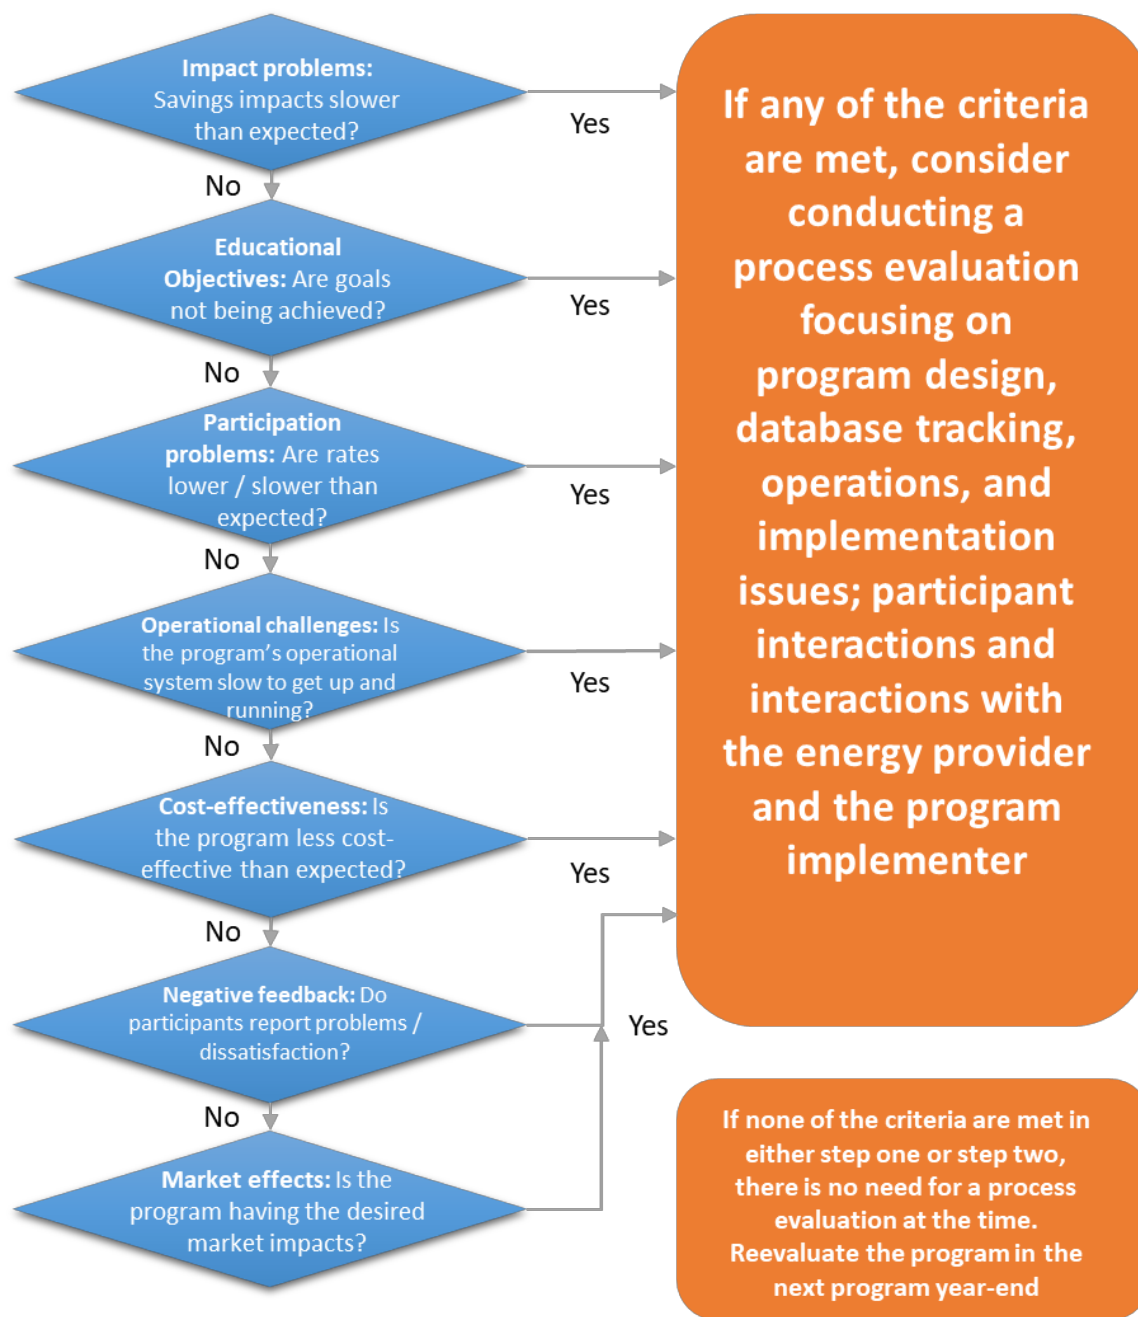 Impact problems:
Savings impacts slower
than expected?
Yes
No
Educational
Objectives: Are goals
not being achieved?
Yes
No
Participation
problems: Are rates
lower / slower than
expected?
Yes
No
Operational challenges: Is
the program’s operational
system slow to get up and
running?
Yes
No
Cost-effectiveness: Is
the program less cost-
effective than expected?
Yes
No
Negative feedback: Do
participants report problems /
dissatisfaction?
Yes
No
Market effects: Is the
program having the desired
market impacts?
If any of the criteria
are met, consider
conducting a
process evaluation
focusing on
program design,
database tracking,
operations, and
implementation
issues; participant
interactions and
interactions with
the energy provider
and the program
implementer
If none of the criteria are met in
either step one or step two,
there is no need for a process
evaluation at the time.
Reevaluate the program in the
next program year-end